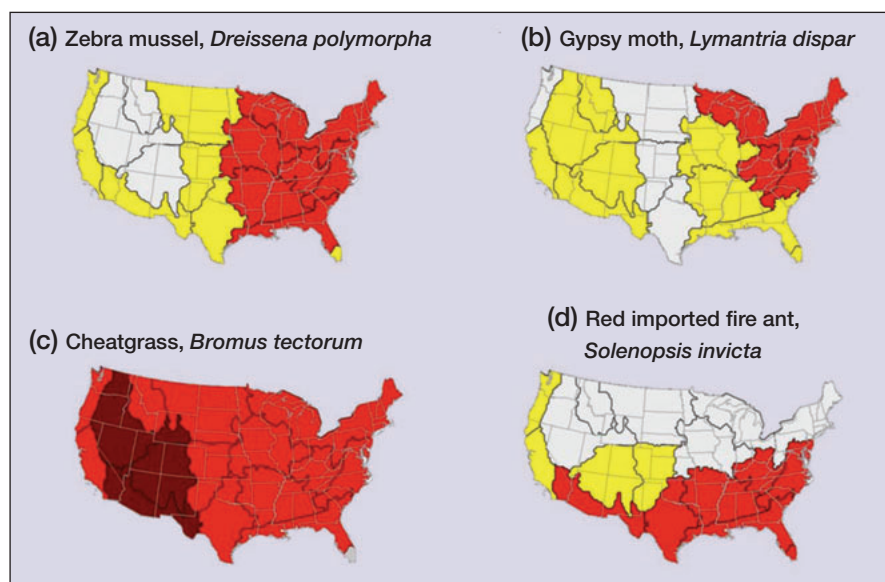 (a) Zebra mussel, Dreissena polymorpha
(b) Gypsy moth, Lymantria dispar
(c) Cheatgrass, Bromus tectorum
(d) Red imported fire ant,
Solenopsis invicta